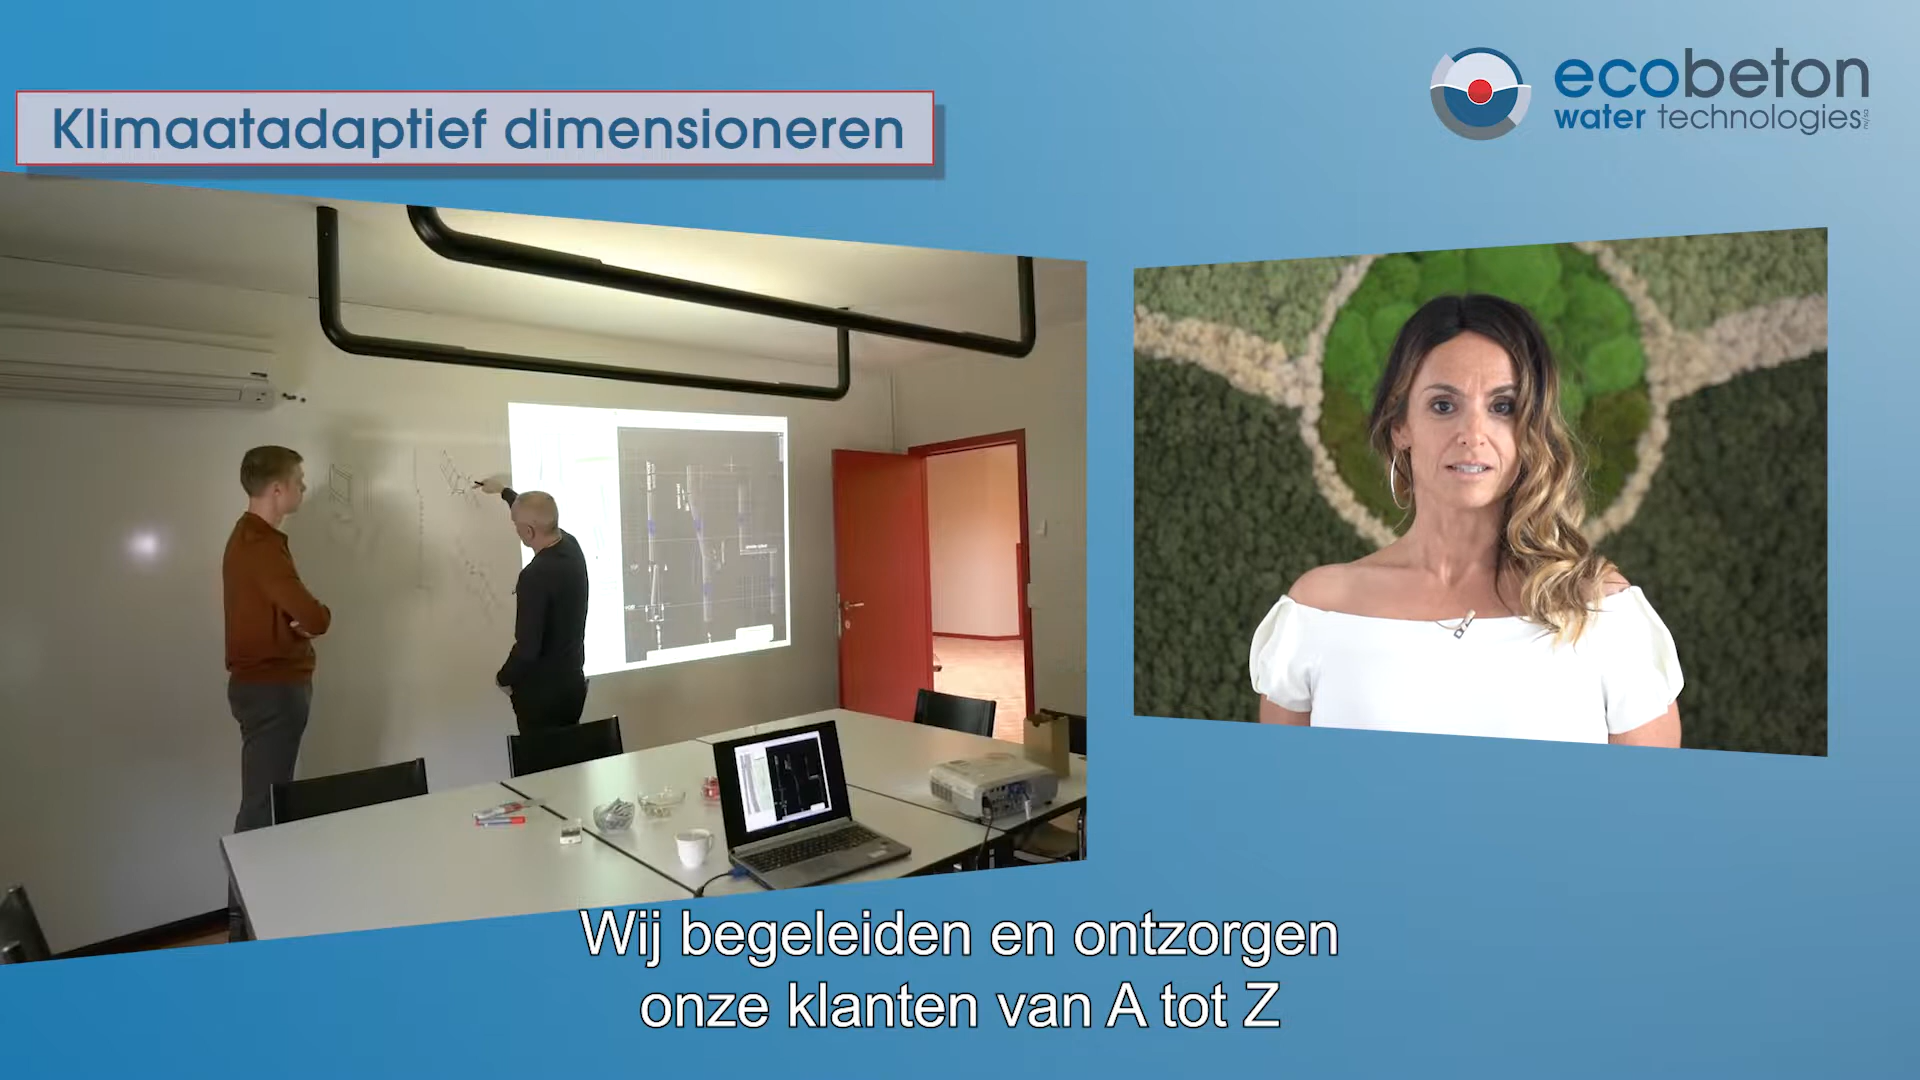 Klimaatadaptief dimensioneren
ecobeton
water technologies
Wij begeleiden en ontzorgen
onze klanten van A tot Z